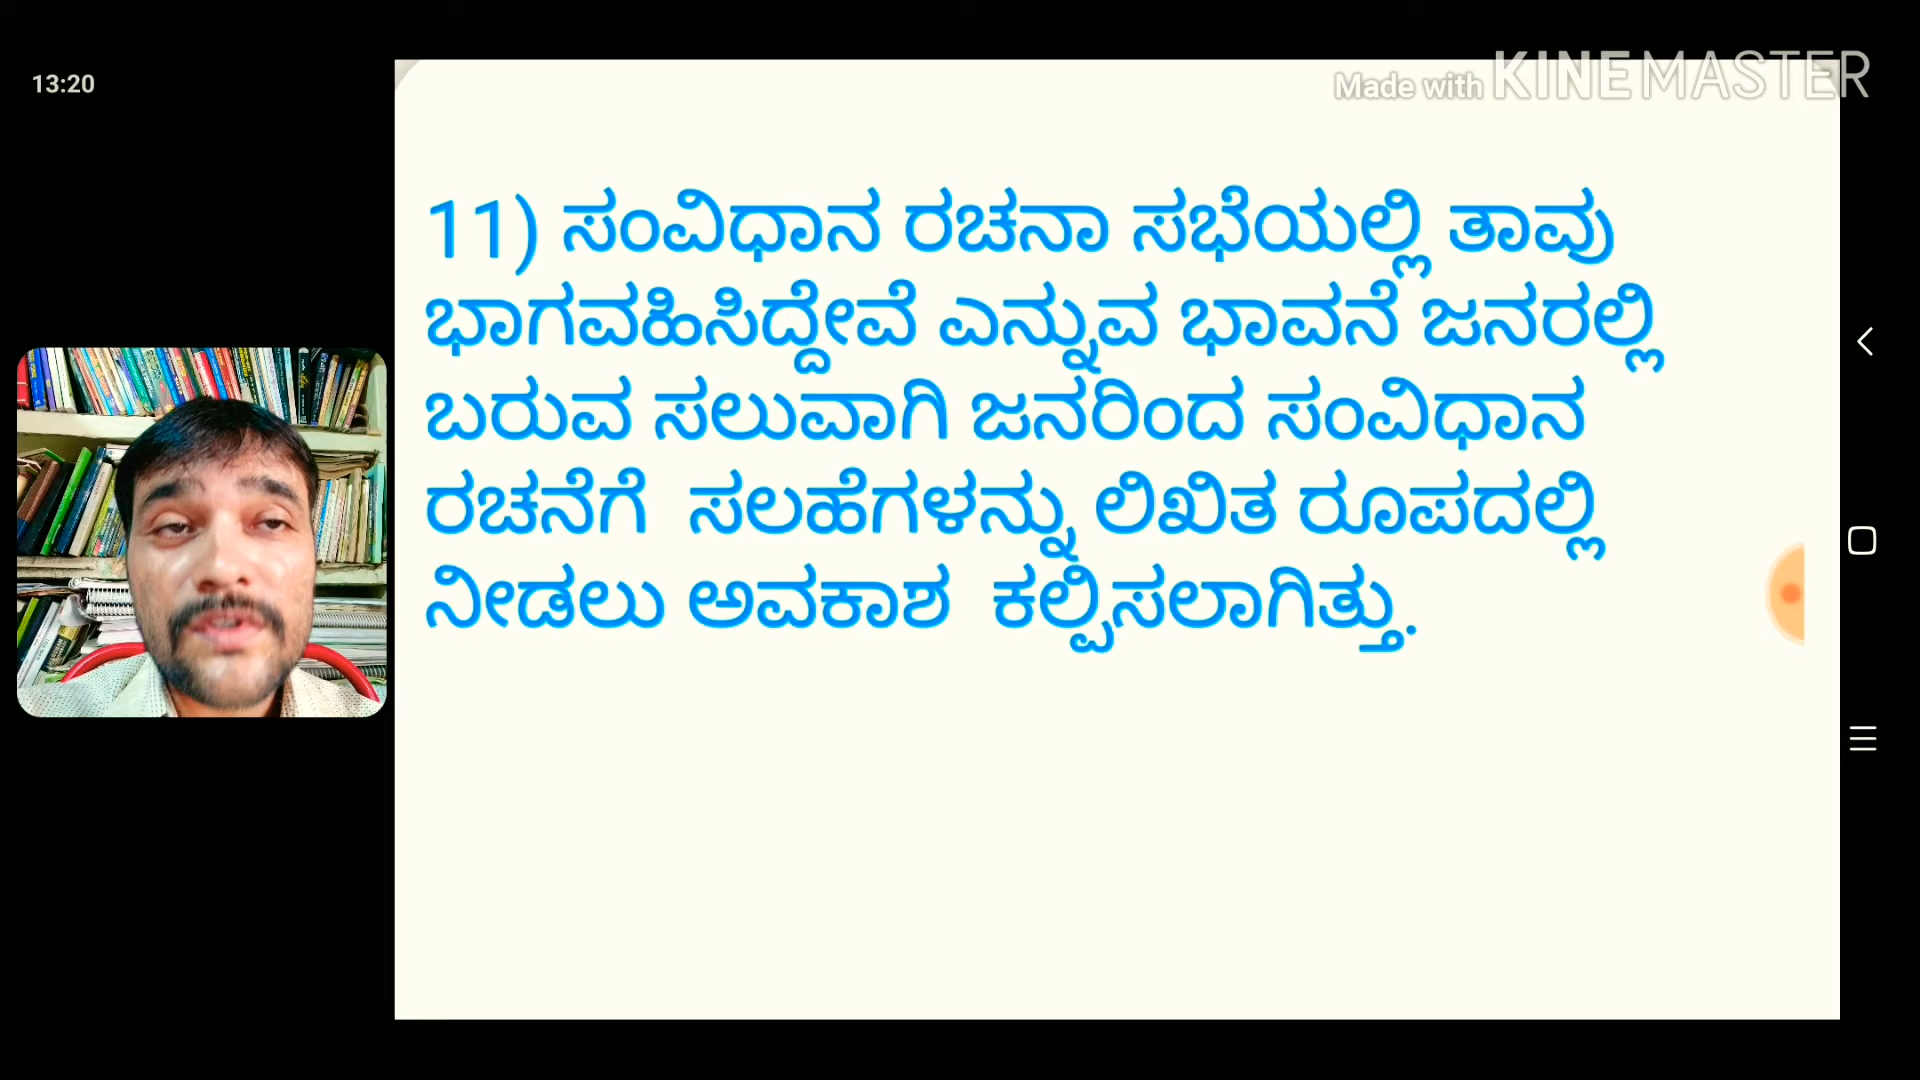 13:20
Made with KINEMASTER
11) ಸಂವಿಧಾನ ರಚನಾ ಸಭೆಯಲ್ಲಿ ತಾವು
ಭಾಗವಹಿಸಿದ್ದೇವೆ ಎನ್ನುವ ಭಾವನೆ ಜನರಲ್ಲಿ
ಬರುವ ಸಲುವಾಗಿ ಜನರಿಂದ ಸಂವಿಧಾನ
ರಚನೆಗೆ ಸಲಹೆಗಳನ್ನು ಲಿಖಿತ ರೂಪದಲ್ಲಿ
ನೀಡಲು ಅವಕಾಶ ಕಲ್ಪಿಸಲಾಗಿತ್ತು.